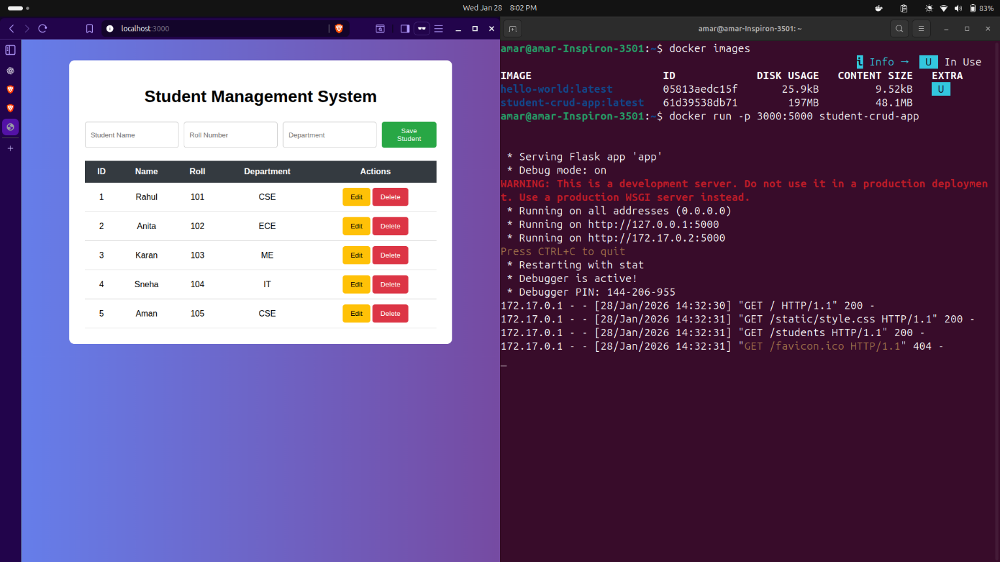 Wed Jan 28 8:02 PM
83%
localhost:3000
Student Management System
Student Name Roll Number Department Save Student
ID Name Roll Department Actions
1 Rahul 101 CSE Edit Delete
2 Anita 102 ECE Edit Delete
3 Karan 103 ME Edit Delete
4 Sneha 104 IT Edit Delete
5 Aman 105 CSE Edit Delete
amar@amar-Inspiron-3501: ~
amar@amar-Inspiron-3501:~$ docker images
i Info → U In Use
IMAGE ID DISK USAGE CONTENT SIZE EXTRA
hello-world:latest 05813aedc15f 25.9kB 9.52kB U
student-crud-app:latest 61d39538db71 197MB 48.1MB
amar@amar-Inspiron-3501:~$ docker run -p 3000:5000 student-crud-app
* Serving Flask app 'app'
* Debug mode: on
WARNING: This is a development server. Do not use it in a production deploymen
t. Use a production WSGI server instead.
* Running on all addresses (0.0.0.0)
* Running on http://127.0.0.1:5000
* Running on http://172.17.0.2:5000
Press CTRL+C to quit
* Restarting with stat
* Debugger is active!
* Debugger PIN: 144-206-955
172.17.0.1 - - [28/Jan/2026 14:32:30] "GET / HTTP/1.1" 200 -
172.17.0.1 - - [28/Jan/2026 14:32:31] "GET /static/style.css HTTP/1.1" 200 -
172.17.0.1 - - [28/Jan/2026 14:32:31] "GET /students HTTP/1.1" 200 -
172.17.0.1 - - [28/Jan/2026 14:32:31] "GET /favicon.ico HTTP/1.1" 404 -